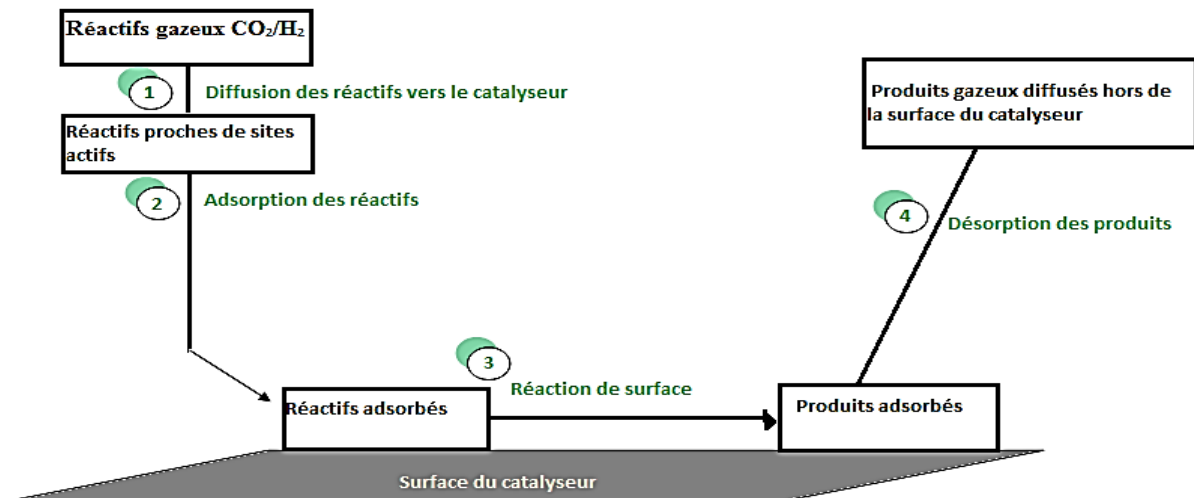 Réactifs gazeux CO₂/H₂
1
Diffusion des réactifs vers le catalyseur
Réactifs proches de sites
actifs
2
Adsorption des réactifs
3
Réaction de surface
Réactifs adsorbés
Produits adsorbés
4
Désorption des produits
Produits gazeux diffusés hors de
la surface du catalyseur
Surface du catalyseur